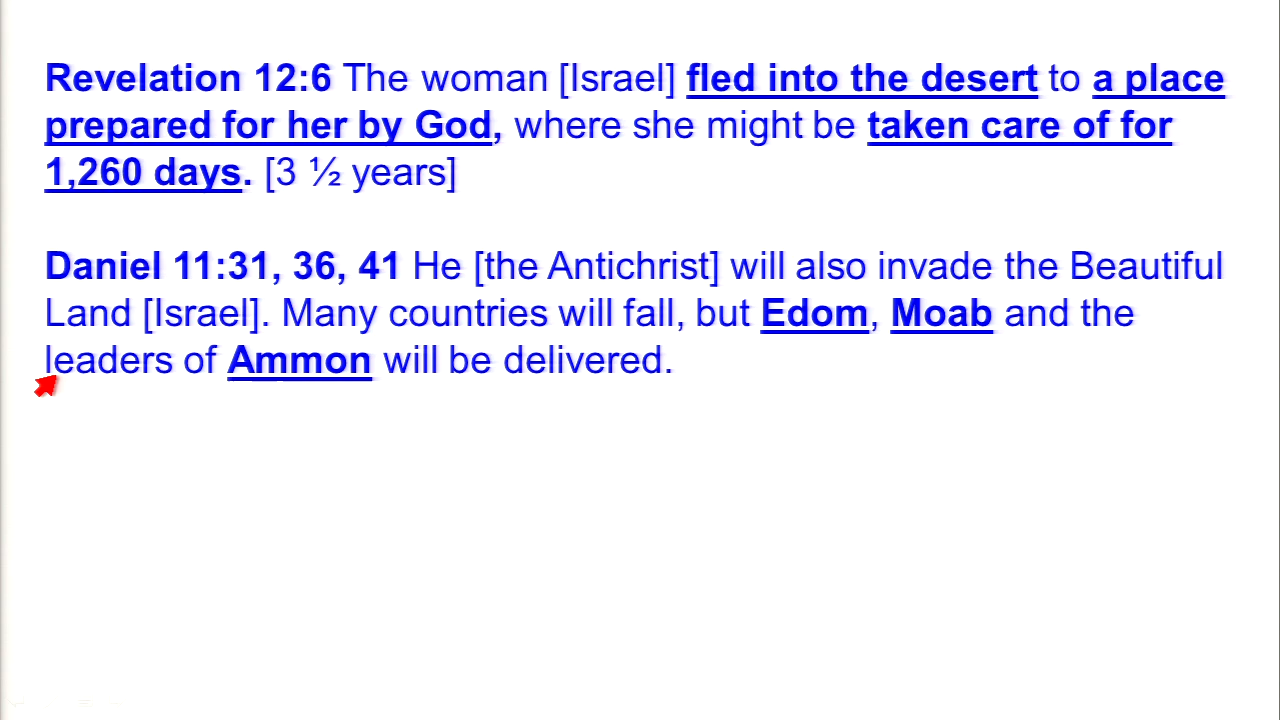 Revelation 12:6 The woman [Israel] fled into the desert to a place
prepared for her by God, where she might be taken care of for
1,260 days. [3 ½ years]
Daniel 11:31, 36, 41 He [the Antichrist] will also invade the Beautiful
Land [Israel]. Many countries will fall, but Edom, Moab and the
leaders of Ammon will be delivered.